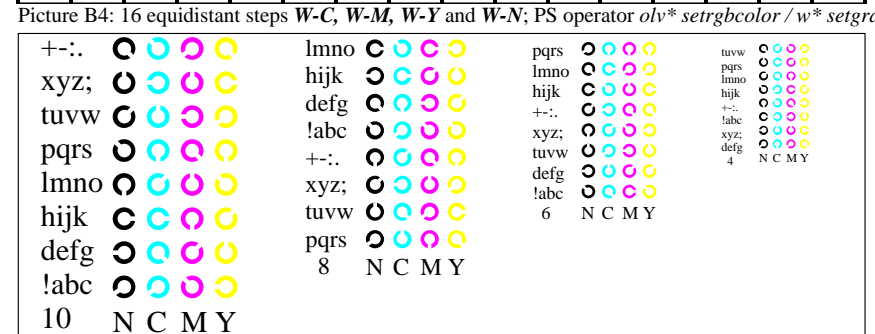 Picture B4: 16 equidistant steps W-C, W-M, W-Y and W-N; PS operator olv* setrgbcolor / w* setgra
+-:.
xyz;
tuvw
pqrs
lmno
hijk
defg
!abc
10 N C M Y
lmno
hijk
defg
!abc
+-:.
xyz;
tuvw
pqrs
8 N C M Y
pqrs
lmno
hijk
+-:.
xyz;
tuvw
defg
!abc
6 N C M Y
tuvw
pqrs
lmno
hijk
+-:.
!abc
xyz;
defg
4 N C M Y